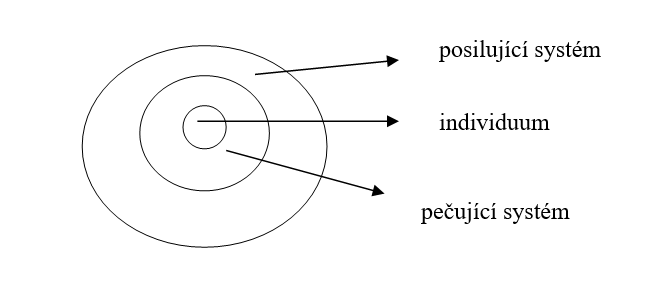 posilující systém
individuum
pečující systém